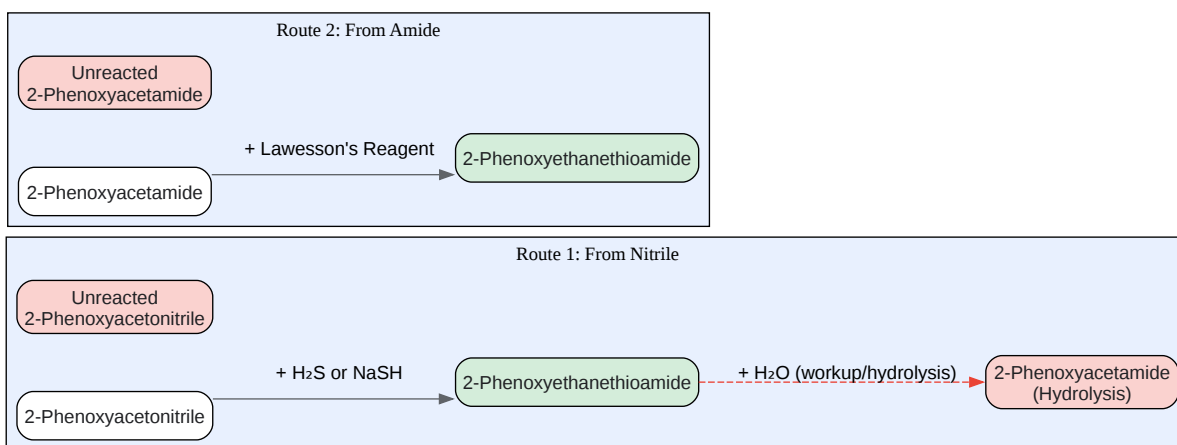 Route 2: From Amide
Unreacted
2-Phenoxyacetamide
+ Lawesson's Reagent
2-Phenoxyacetamide
2-Phenoxyethanethioamide
Route 1: From Nitrile
Unreacted
2-Phenoxyacetonitrile
+ H₂S or NaSH
2-Phenoxyacetonitrile
2-Phenoxyethanethioamide
+ H₂O (workup/hydrolysis)
2-Phenoxyacetamide
(Hydrolysis)